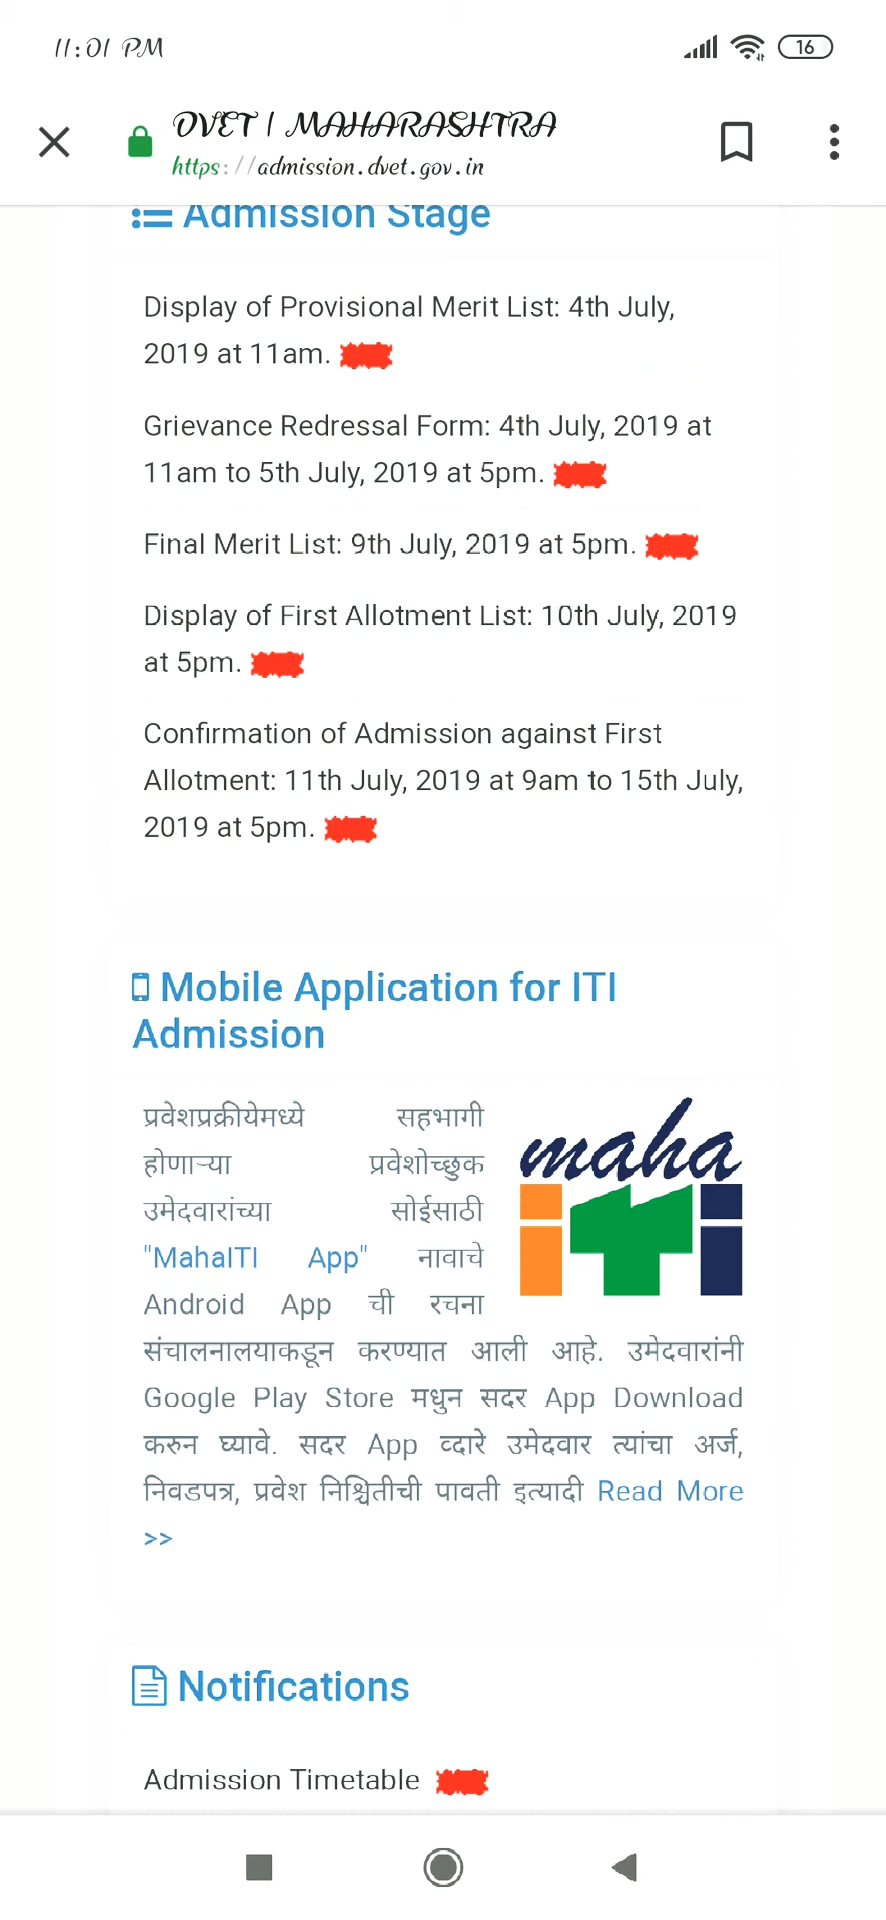 11:01 PM
16
DVET | MAHARASHTRA
https://admission.dvet.gov.in
Admission Stage
Display of Provisional Merit List: 4th July,
2019 at 11am.
Grievance Redressal Form: 4th July, 2019 at
11am to 5th July, 2019 at 5pm.
Final Merit List: 9th July, 2019 at 5pm.
Display of First Allotment List: 10th July, 2019
at 5pm.
Confirmation of Admission against First
Allotment: 11th July, 2019 at 9am to 15th July,
2019 at 5pm.
Mobile Application for ITI
Admission
प्रवेशप्रक्रीयेमध्ये सहभागी
होणाऱ्या प्रवेशोच्छुक
उमेदवारांच्या सोईसाठी
"MahaITI App" नावाचे
Android App ची रचना
maha
iTi
संचालनालयाकडून करण्यात आली आहे. उमेदवारांनी
Google Play Store मधुन सदर App Download
करुन घ्यावे. सदर App व्दारे उमेदवार त्यांचा अर्ज,
निवडपत्र, प्रवेश निश्चितीची पावती इत्यादी Read More
>>
Notifications
Admission Timetable